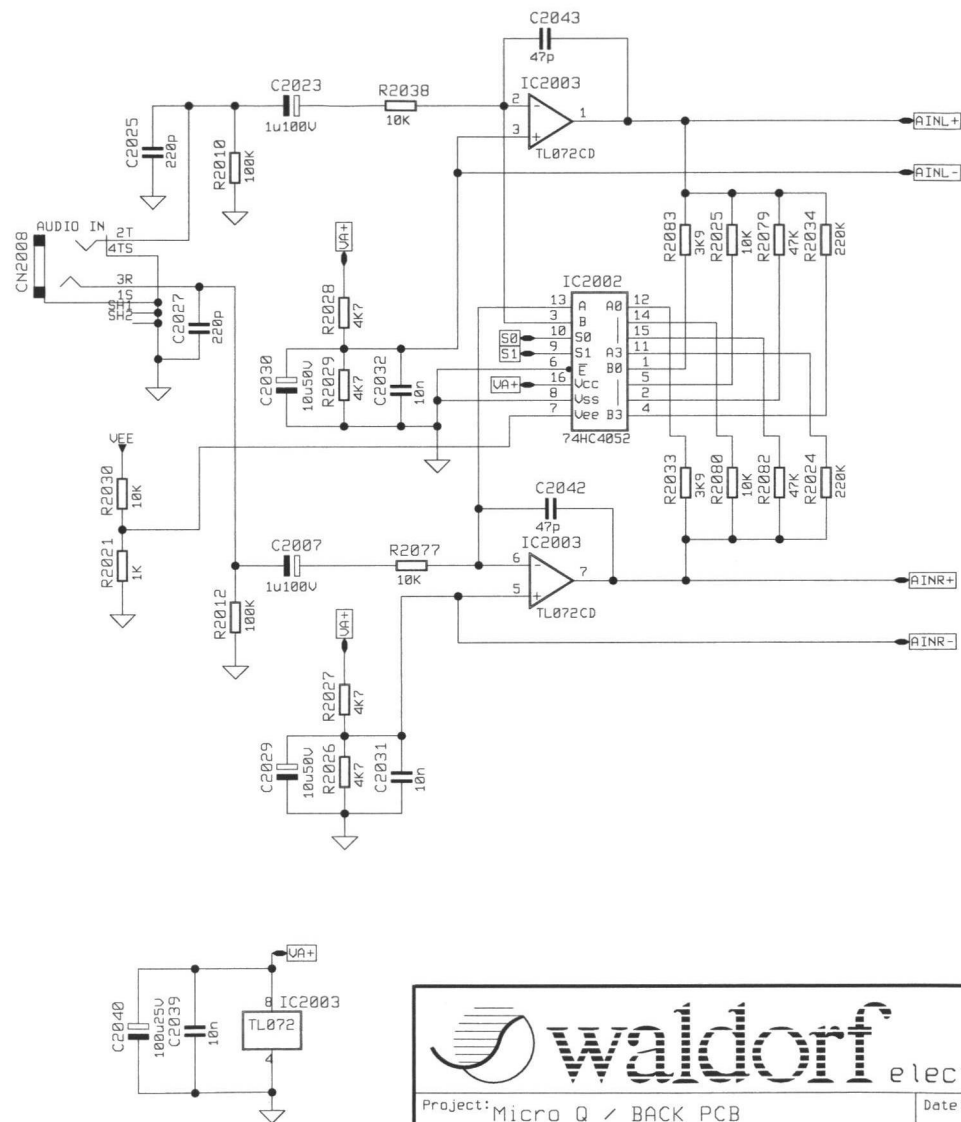 C2043
47p
IC2003
C2023
1u100V
R2038
10K
2
3
1
TL072CD
AINL+
AINL-
C2025
220p
R2010
100K
AUDIO IN
CN2008
2T
4TS
3R
1S
SH1
SH2
C2027
220p
VA+
R2028
4K7
C2030
10u50V
R2029
4K7
C2032
10n
R2083
3K9
R2025
10K
R2079
47K
R2034
220K
IC2002
13 A A0 12
3 B 14
S0 10 S0 15
S1 9 S1 A3 11
6 E B0 1
VA+ 16 Vcc 5
8 Vss 2
7 Vee B3 4
74HC4052
VEE
R2030
10K
R2021
1K
R2033
3K9
R2080
10K
R2082
47K
R2024
220K
C2042
47p
IC2003
C2007
1u100V
R2077
10K
6
5
7
TL072CD
AINR+
AINR-
R2012
100K
VA+
R2027
4K7
C2029
10u50V
R2026
4K7
C2031
10n
VA+
C2040
100u25V
C2039
10n
8 IC2003
TL072
4
waldorf elec
Project: Micro Q / BACK PCB
Date